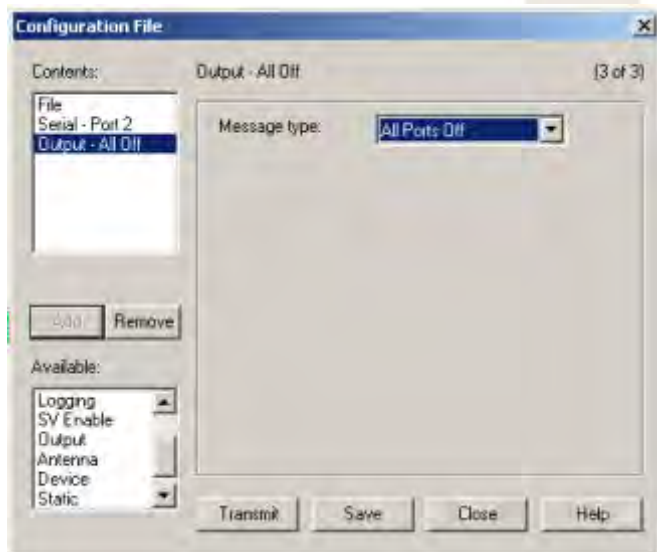 Configuration File
Contents:
File
Serial - Port 2
Output - All Off
Add
Remove
Available:
Logging
SV Enable
Output
Antenna
Device
Static
Output - All Off
(3 of 3)
Message type:
All Ports Off
Transmit
Save
Close
Help